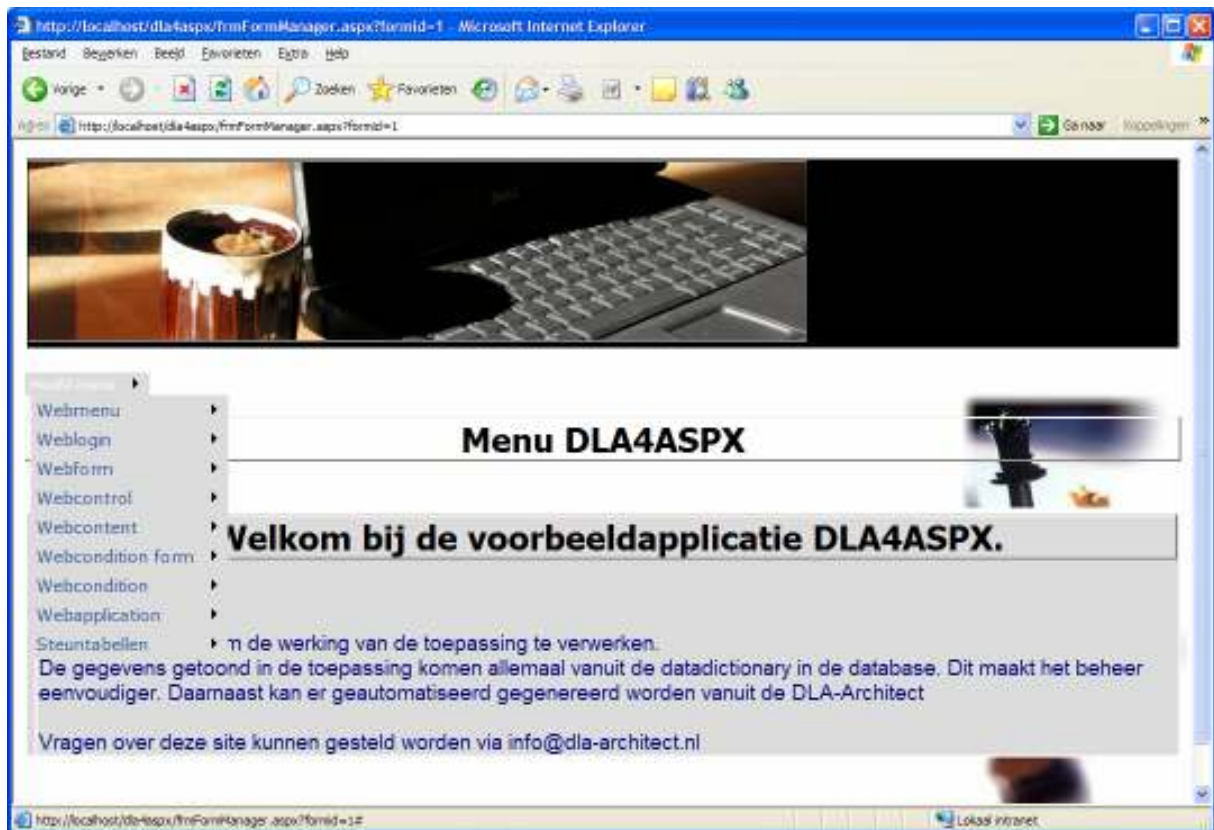 http://localhost/dla4aspx/frmFormManager.aspx?formid=1 - Microsoft Internet Explorer
Bestand Bewerken Beeld Favorieten Extra Help
Vorige Zoeken Favorieten
Adres http://localhost/dla4aspx/frmFormManager.aspx?formid=1 Ga naar Koppelingen
Webmenu
Weblogin
Menu DLA4ASPX
Webform
Webcontrol
Webcontent
Welkom bij de voorbeeldapplicatie DLA4ASPX.
Webcondition form
Webcondition
Webapplication
Steuntabellen
de werking van de toepassing te verwerken.
De gegevens getoond in de toepassing komen allemaal vanuit de datadictionary in de database. Dit maakt het beheer
eenvoudiger. Daarnaast kan er geautomatiseerd gegenereerd worden vanuit de DLA-Architect
Vragen over deze site kunnen gesteld worden via info@dla-architect.nl
http://localhost/dla4aspx/frmFormManager.aspx?formid=1# Lokaal intranet